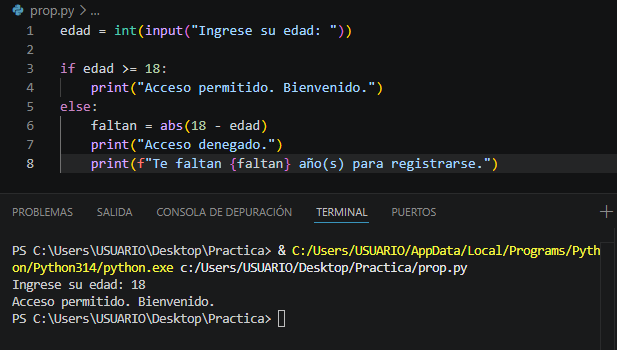 prop.py > ...
1 edad = int(input("Ingrese su edad: "))
2
3 if edad >= 18:
4 print("Acceso permitido. Bienvenido.")
5 else:
6 faltan = abs(18 - edad)
7 print("Acceso denegado.")
8 print(f"Te faltan {faltan} año(s) para registrarse.")
PROBLEMAS SALIDA CONSOLA DE DEPURACIÓN TERMINAL PUERTOS +
PS C:\Users\USUARIO\Desktop\Practica> & C:/Users/USUARIO/AppData/Local/Programs/Pyth
on/Python314/python.exe c:/Users/USUARIO/Desktop/Practica/prop.py
Ingrese su edad: 18
Acceso permitido. Bienvenido.
PS C:\Users\USUARIO\Desktop\Practica>